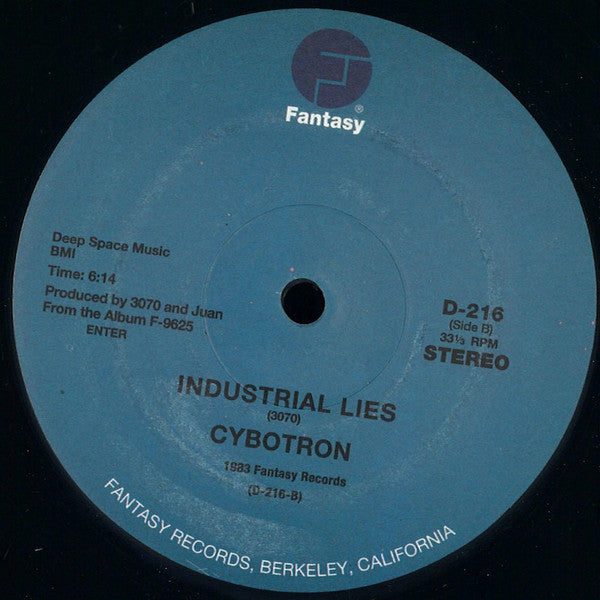 Fantasy®
Deep Space Music
BMI
Time: 6:14
Produced by 3070 and Juan
From the Album F-9625
ENTER
D-216
(Side B)
33⅓ RPM
STEREO
INDUSTRIAL LIES
(3070)
CYBOTRON
1983 Fantasy Records
(D-216-B)
FANTASY RECORDS, BERKELEY, CALIFORNIA